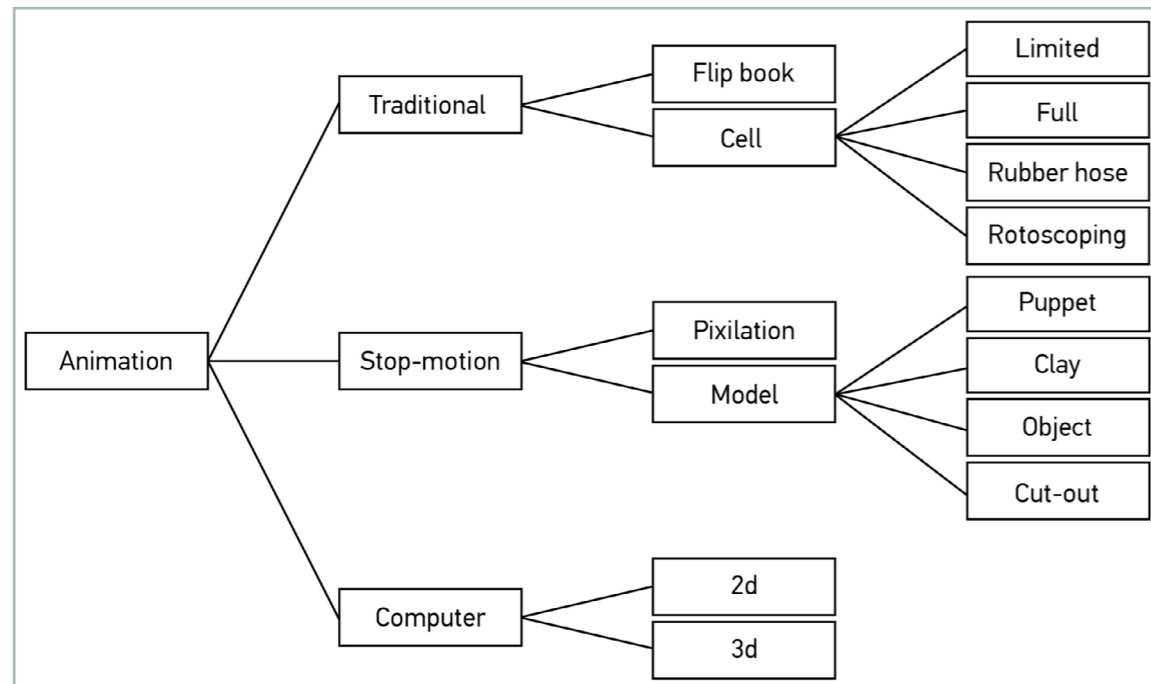 Animation
Traditional
Flip book
Cell
Limited
Full
Rubber hose
Rotoscoping
Stop-motion
Pixilation
Model
Puppet
Clay
Object
Cut-out
Computer
2d
3d